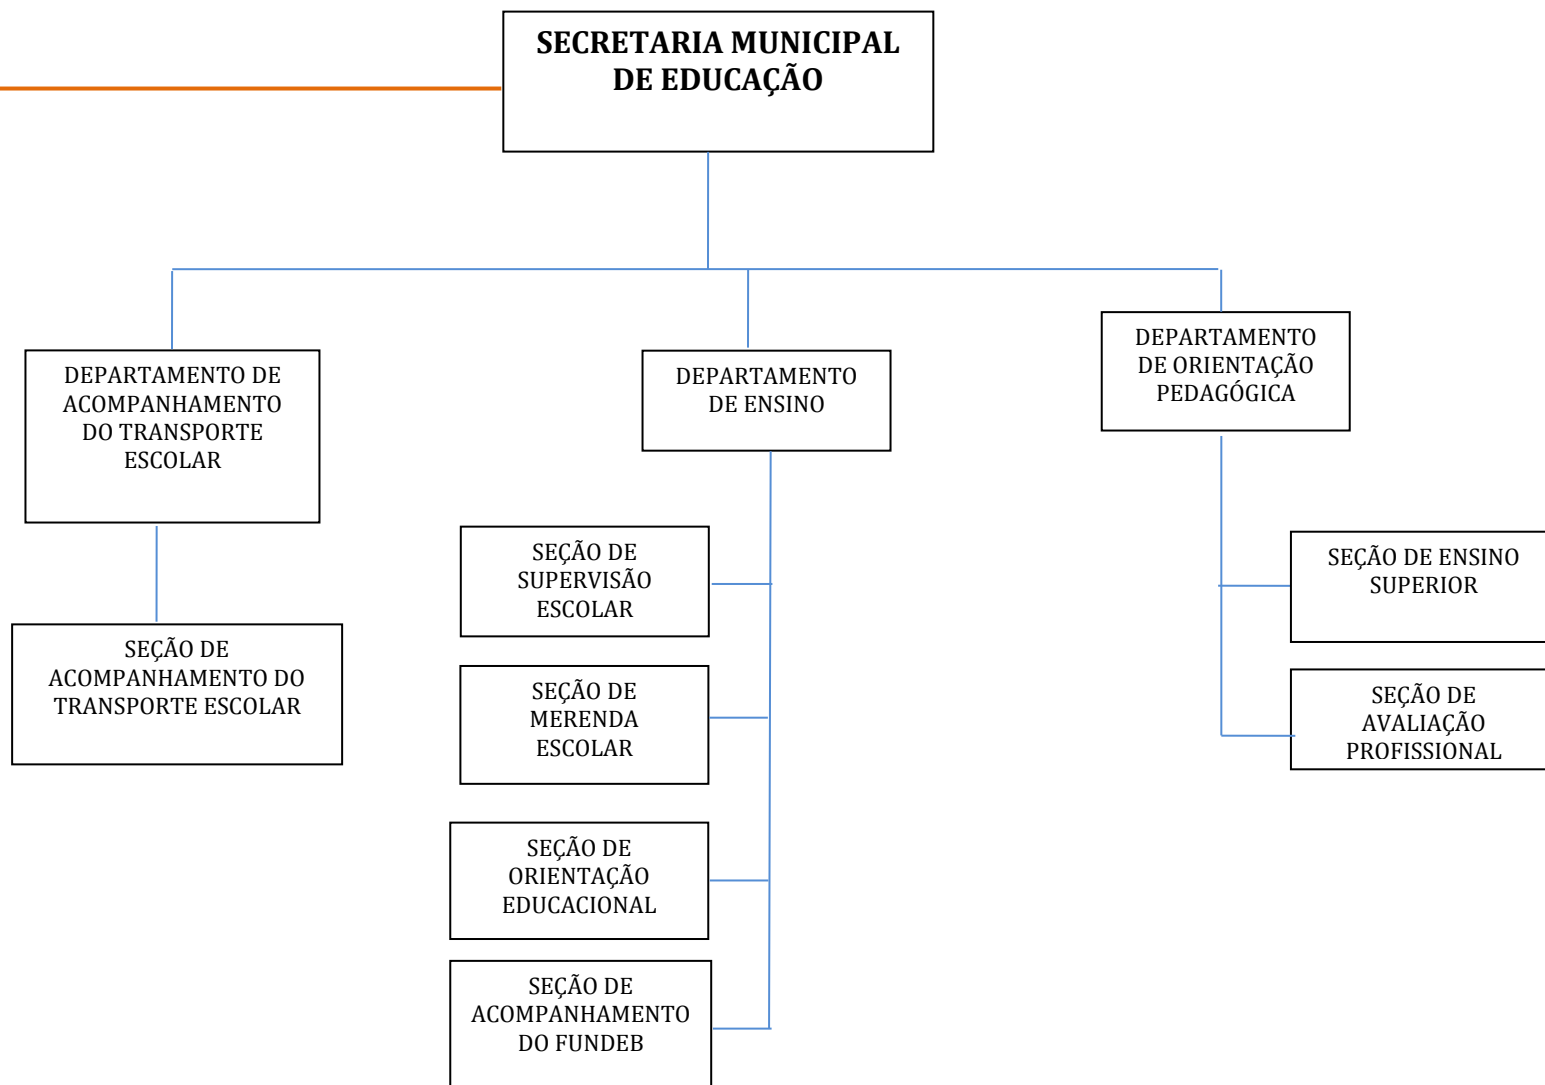 SECRETARIA MUNICIPAL
DE EDUCAÇÃO
DEPARTAMENTO DE
ACOMPANHAMENTO
DO TRANSPORTE
ESCOLAR
SEÇÃO DE
ACOMPANHAMENTO DO
TRANSPORTE ESCOLAR
DEPARTAMENTO
DE ENSINO
SEÇÃO DE
SUPERVISÃO
ESCOLAR
SEÇÃO DE
MERENDA
ESCOLAR
SEÇÃO DE
ORIENTAÇÃO
EDUCACIONAL
SEÇÃO DE
ACOMPANHAMENTO
DO FUNDEB
DEPARTAMENTO
DE ORIENTAÇÃO
PEDAGÓGICA
SEÇÃO DE ENSINO
SUPERIOR
SEÇÃO DE
AVALIAÇÃO
PROFISSIONAL